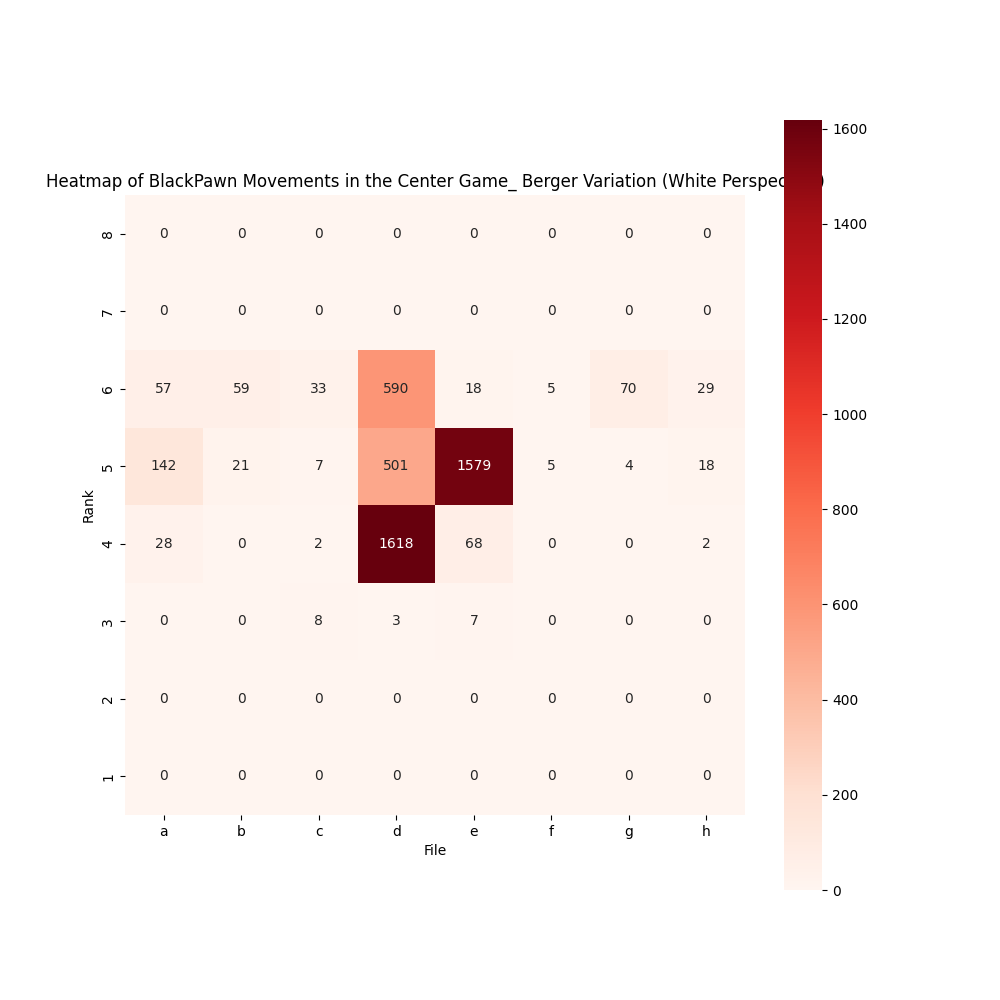 Heatmap of BlackPawn Movements in the Center Game_ Berger Variation (White Perspec )
8 0 0 0 0 0 0 0 0
7 0 0 0 0 0 0 0 0
6 57 59 33 590 18 5 70 29
5 142 21 7 501 1579 5 4 18
4 28 0 2 1618 68 0 0 2
3 0 0 8 3 7 0 0 0
2 0 0 0 0 0 0 0 0
1 0 0 0 0 0 0 0 0
a b c d e f g h
File
Rank
1600
1400
1200
1000
800
600
400
200
0